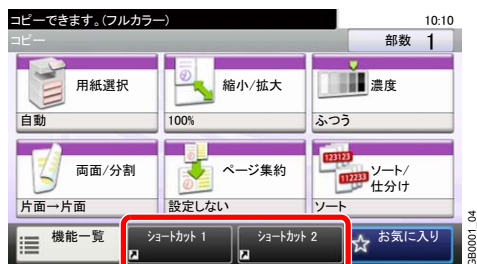 コピーできます。(フルカラー)
10:10
コピー
部数 1
用紙選択
自動
縮小/拡大
100%
濃度
ふつう
両面/分割
片面→片面
ページ集約
設定しない
123123
112233
ソート/
仕分け
ソート
機能一覧
ショートカット 1
ショートカット 2
お気に入り
GB0001_04